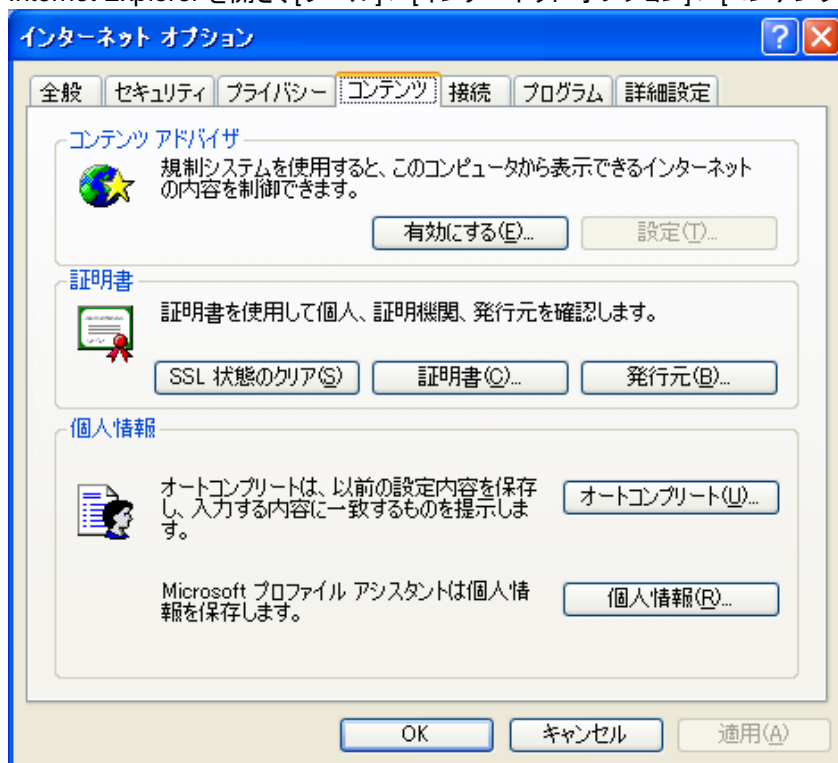 インターネット オプション
全般 セキュリティ プライバシー コンテンツ 接続 プログラム 詳細設定
コンテンツ アドバイザ
規制システムを使用すると、このコンピュータから表示できるインターネット
の内容を制御できます。
有効にする(E)... 設定(T)...
証明書
証明書を使用して個人、証明機関、発行元を確認します。
SSL 状態のクリア(S) 証明書(C)... 発行元(B)...
個人情報
オートコンプリートは、以前の設定内容を保存
し、入力する内容に一致するものを提示しま
す。
オートコンプリート(U)...
Microsoft プロファイル アシスタントは個人情
報を保存します。
個人情報(R)...
OK キャンセル 適用(A)